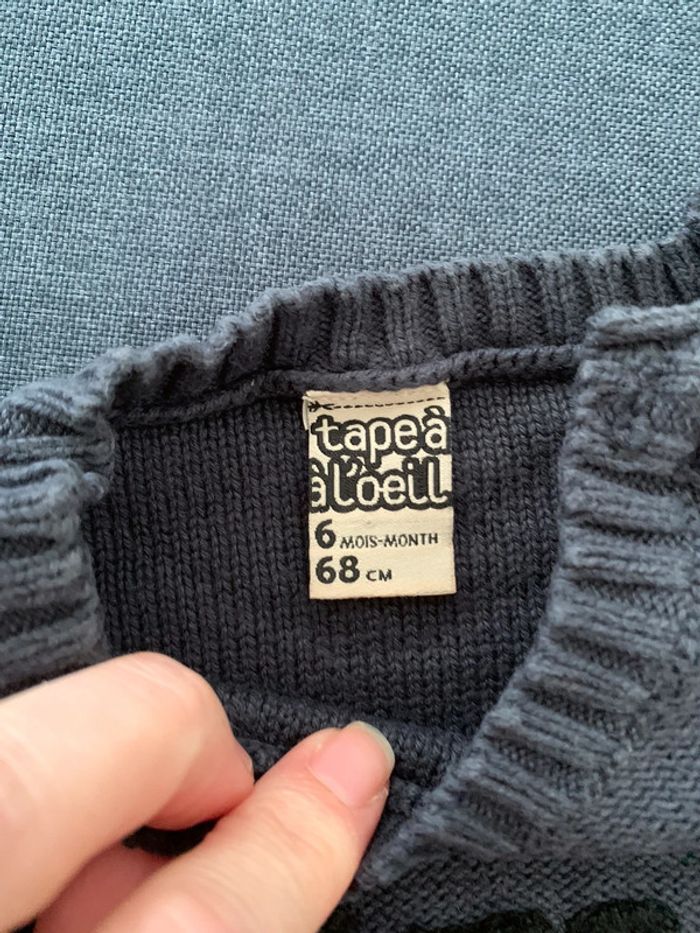 tape à
à l'oeil
6 MOIS-MONTH
68 CM